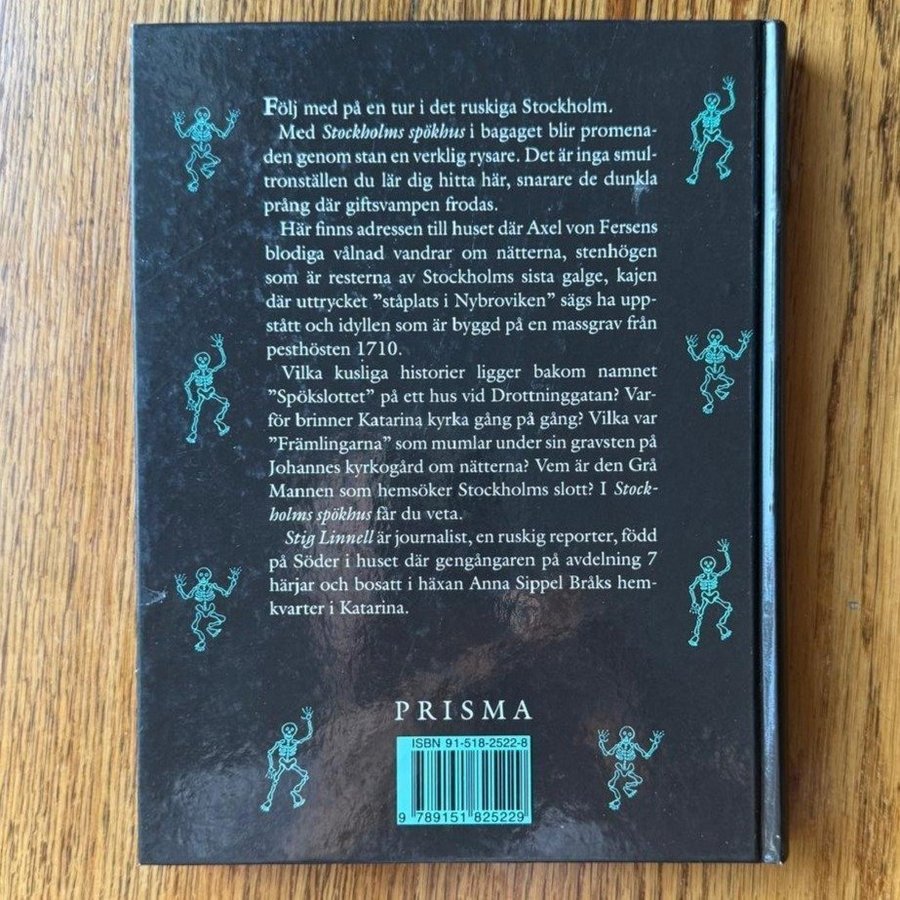 Följ med på en tur i det ruskiga Stockholm.
Med Stockholms spökhus i bagaget blir promena-
den genom stan en verklig rysare. Det är inga smul-
tronställen du lär dig hitta här, snarare de dunkla
prång där giftsvampen frodas.
Här finns adressen till huset där Axel von Fersens
blodiga vålnad vandrar om nätterna, stenhögen
som är resterna av Stockholms sista galge, kajen
där uttrycket ”ståplats i Nybroviken” sägs ha upp-
stått och idyllen som är byggd på en massgrav från
pesthösten 1710.
Vilka kusliga historier ligger bakom namnet
”Spökslottet” på ett hus vid Drottninggatan? Var-
för brinner Katarina kyrka gång på gång? Vilka var
”Främlingarna” som mumlar under sin gravsten på
Johannes kyrkogård om nätterna? Vem är den Grå
Mannen som hemsöker Stockholms slott? I Stock-
holms spökhus får du veta.
Stig Linnell är journalist, en ruskig reporter, född
på Söder i huset där gengångaren på avdelning 7
härjar och bosatt i häxan Anna Sippel Bråks hem-
kvarter i Katarina.
PRISMA
ISBN 91-518-2522-8
9 789151 825229